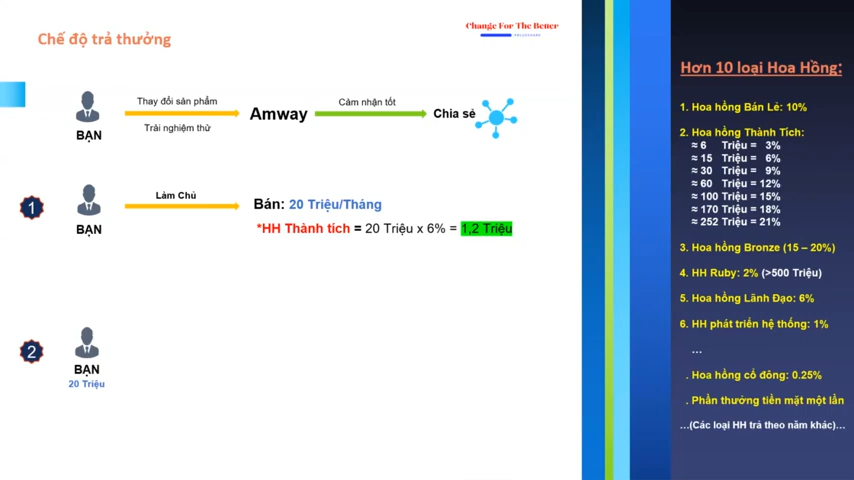 Chế độ trả thưởng
Change For The Better
Thay đổi sản phẩm
Trải nghiệm thử
BẠN
Amway
Cảm nhận tốt
Chia sẻ
1
BẠN
Làm Chủ
Bán: 20 Triệu/Tháng
*HH Thành tích = 20 Triệu x 6% = 1,2 Triệu
2
BẠN
20 Triệu
Hơn 10 loại Hoa Hồng:
1. Hoa hồng Bán Lẻ: 10%
2. Hoa hồng Thành Tích:
≈ 6 Triệu = 3%
≈ 15 Triệu = 6%
≈ 30 Triệu = 9%
≈ 60 Triệu = 12%
≈ 100 Triệu = 15%
≈ 170 Triệu = 18%
≈ 252 Triệu = 21%
3. Hoa hồng Bronze (15 – 20%)
4. HH Ruby: 2% (>500 Triệu)
5. Hoa hồng Lãnh Đạo: 6%
6. HH phát triển hệ thống: 1%
...
. Hoa hồng cổ đông: 0.25%
. Phần thưởng tiền mặt một lần
...(Các loại HH trả theo năm khác)...